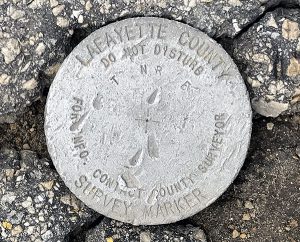 LAFAYETTE COUNTY
DO NOT DISTURB
T N R E
FOR INFO- CONTACT COUNTY SURVEYOR
SURVEY MARKER